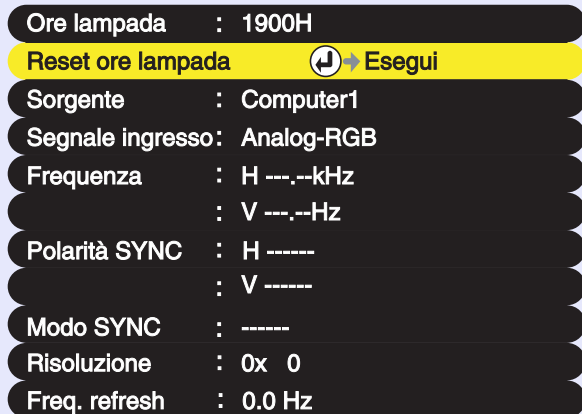 Ore lampada : 1900H
Reset ore lampada Esegui
Sorgente : Computer1
Segnale ingresso: Analog-RGB
Frequenza : H ---.--kHz
: V ---.--Hz
Polarità SYNC : H ------
: V ------
Modo SYNC : ------
Risoluzione : 0x 0
Freq. refresh : 0.0 Hz